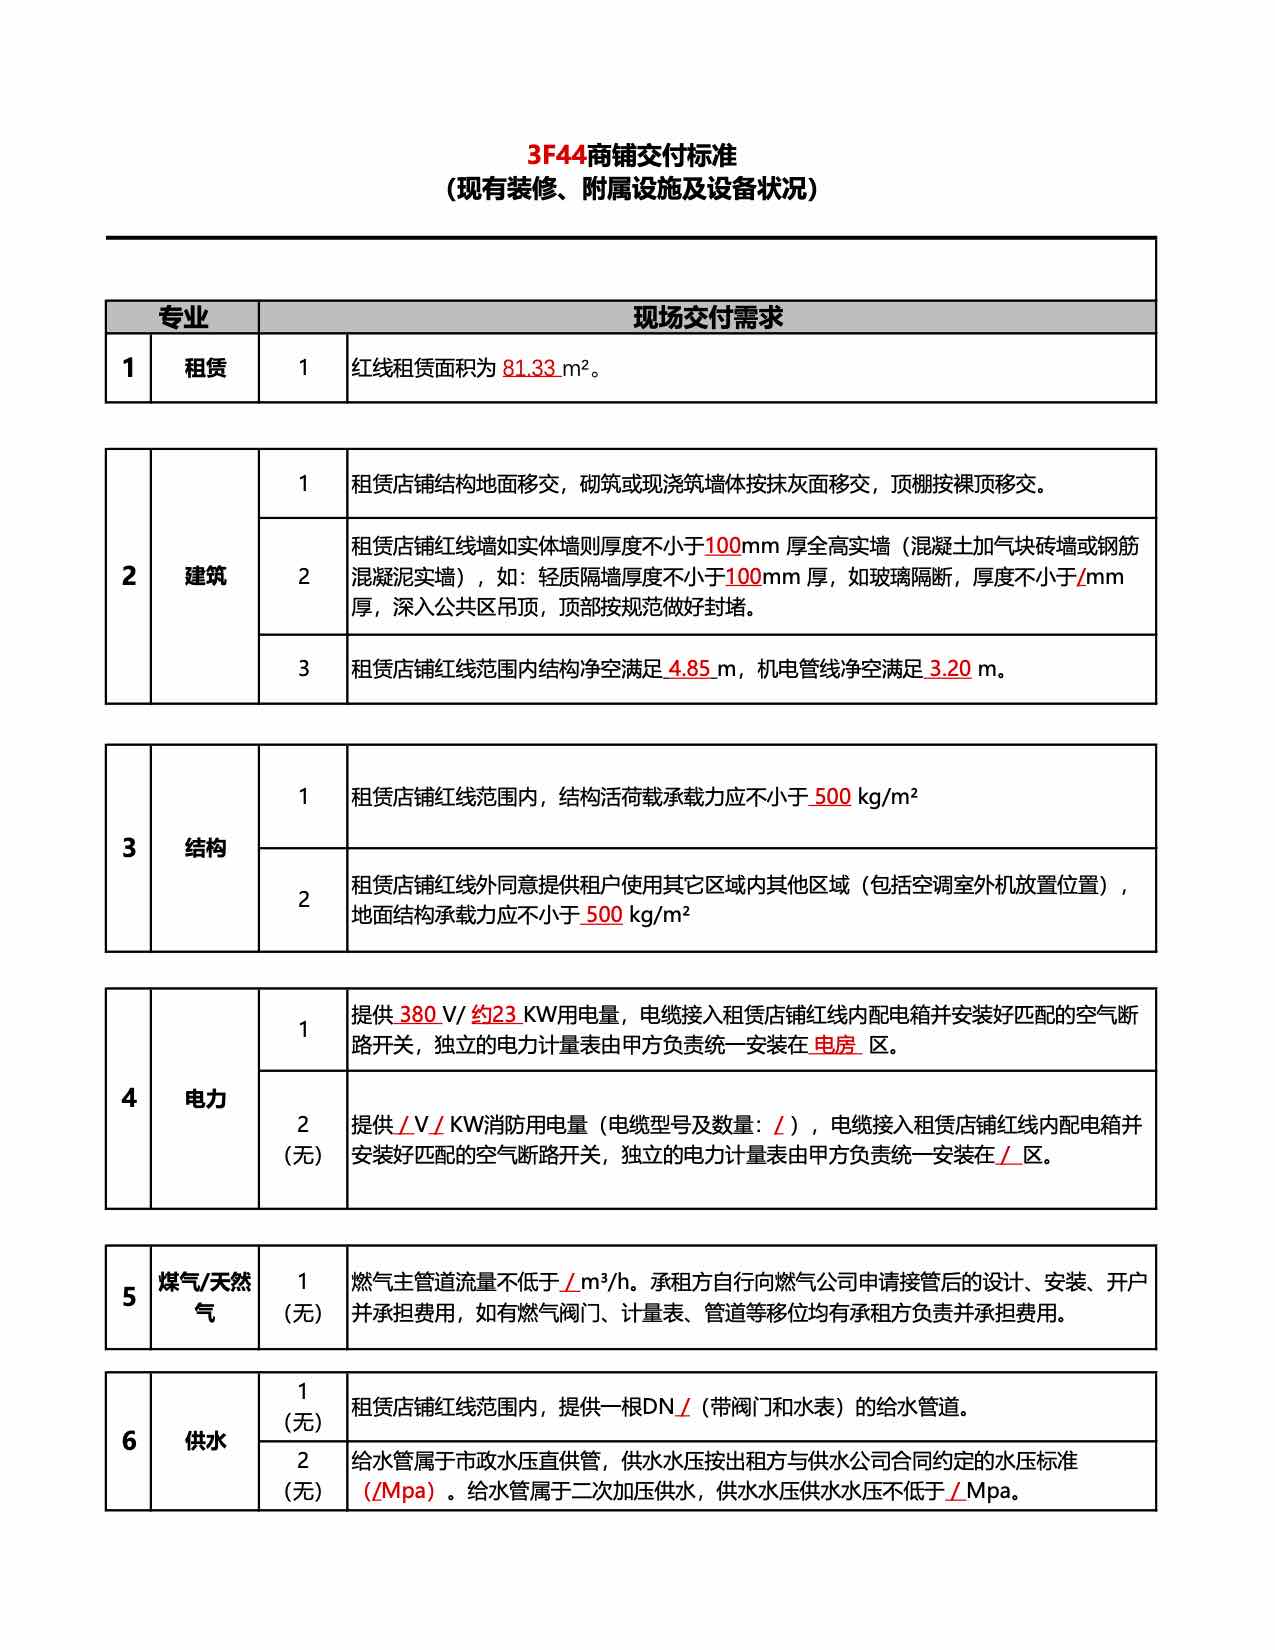 3F44商铺交付标准
（现有装修、附属设施及设备状况）
专业 现场交付需求
1 租赁 1 红线租赁面积为 81.33 m²。
2 建筑
1 租赁店铺结构地面移交，砌筑或现浇筑墙体按抹灰面移交，顶棚按裸顶移交。
2 租赁店铺红线墙如实体墙则厚度不小于100mm 厚全高实墙（混凝土加气块砖墙或钢筋
混凝泥实墙），如：轻质隔墙厚度不小于100mm 厚，如玻璃隔断，厚度不小于/mm
厚，深入公共区吊顶，顶部按规范做好封堵。
3 租赁店铺红线范围内结构净空满足 4.85 m，机电管线净空满足 3.20 m。
3 结构
1 租赁店铺红线范围内，结构活荷载承载力应不小于 500 kg/m²
2 租赁店铺红线外同意提供租户使用其它区域内其他区域（包括空调室外机放置位置），
地面结构承载力应不小于 500 kg/m²
4 电力
1 提供 380 V/ 约23 KW用电量，电缆接入租赁店铺红线内配电箱并安装好匹配的空气断
路开关，独立的电力计量表由甲方负责统一安装在 电房 区。
2 提供 / V / KW消防用电量（电缆型号及数量：/ ），电缆接入租赁店铺红线内配电箱并
（无） 安装好匹配的空气断路开关，独立的电力计量表由甲方负责统一安装在 / 区。
5 煤气/天然
气
1 燃气主管道流量不低于 / m³/h。承租方自行向燃气公司申请接管后的设计、安装、开户
（无） 并承担费用，如有燃气阀门、计量表、管道等移位均有承租方负责并承担费用。
6 供水
1
（无） 租赁店铺红线范围内，提供一根DN /（带阀门和水表）的给水管道。
2 给水管属于市政水压直供管，供水水压按出租方与供水公司合同约定的水压标准
（无） （/Mpa）。给水管属于二次加压供水，供水水压供水水压不低于 / Mpa。